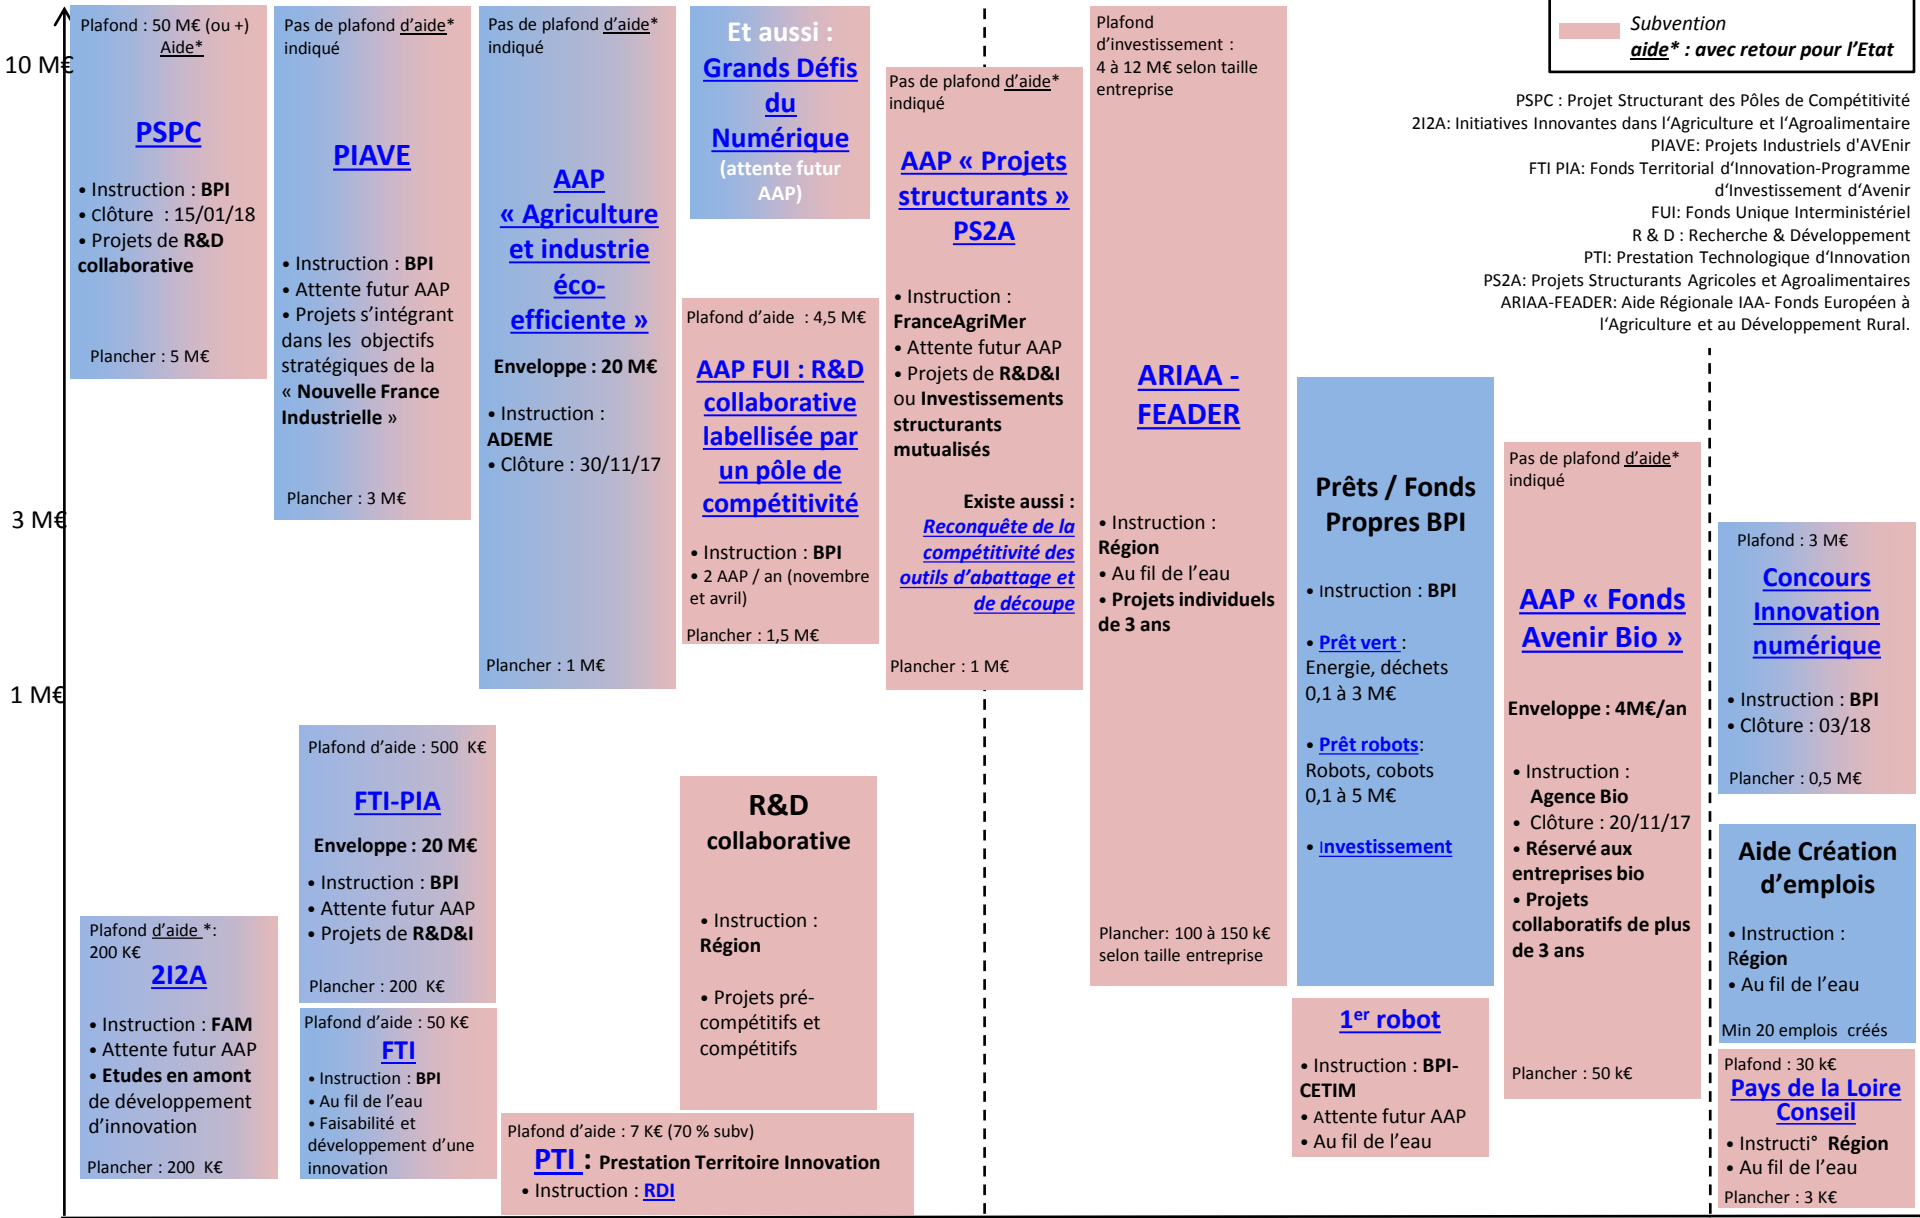 10 M€
3 M€
1 M€
Plafond : 50 M€ (ou +)
Aide*
PSPC
• Instruction : BPI
• Clôture : 15/01/18
• Projets de R&D
collaborative
Plancher : 5 M€
Pas de plafond d'aide*
indiqué
PIAVE
• Instruction : BPI
• Attente futur AAP
• Projets s'intégrant
dans les objectifs
stratégiques de la
« Nouvelle France
Industrielle »
Plancher : 3 M€
Pas de plafond d'aide*
indiqué
AAP
« Agriculture
et industrie
éco-
efficiente »
Enveloppe : 20 M€
• Instruction :
ADEME
• Clôture : 30/11/17
Plancher : 1 M€
Et aussi :
Grands Défis
du
Numérique
(attente futur
AAP)
Plafond d'aide : 4,5 M€
AAP FUI : R&D
collaborative
labellisée par
un pôle de
compétitivité
• Instruction : BPI
• 2 AAP / an (novembre
et avril)
Plancher : 1,5 M€
Pas de plafond d'aide*
indiqué
AAP « Projets
structurants »
PS2A
• Instruction :
FranceAgriMer
• Attente futur AAP
• Projets de R&D&I
ou Investissements
structurants
mutualisés
Existe aussi :
Reconquête de la
compétitivité des
outils d'abattage et
de découpe
Plancher : 1 M€
Plafond
d'investissement :
4 à 12 M€ selon taille
entreprise
ARIAA -
FEADER
• Instruction :
Région
• Au fil de l'eau
• Projets individuels
de 3 ans
Plancher: 100 à 150 k€
selon taille entreprise
Subvention
aide* : avec retour pour l'Etat
PSPC : Projet Structurant des Pôles de Compétitivité
2I2A: Initiatives Innovantes dans l'Agriculture et l'Agroalimentaire
PIAVE: Projets Industriels d'AVEnir
FTI PIA: Fonds Territorial d'Innovation-Programme
d'Investissement d'Avenir
FUI: Fonds Unique Interministériel
R & D : Recherche & Développement
PTI: Prestation Technologique d'Innovation
PS2A: Projets Structurants Agricoles et Agroalimentaires
ARIAA-FEADER: Aide Régionale IAA- Fonds Européen à
l'Agriculture et au Développement Rural.
Prêts / Fonds
Propres BPI
• Instruction : BPI
• Prêt vert :
Energie, déchets
0,1 à 3 M€
• Prêt robots:
Robots, cobots
0,1 à 5 M€
• Investissement
Pas de plafond d'aide*
indiqué
AAP « Fonds
Avenir Bio »
Enveloppe : 4M€/an
• Instruction :
Agence Bio
• Clôture : 20/11/17
• Réservé aux
entreprises bio
• Projets
collaboratifs de plus
de 3 ans
Plancher : 50 k€
Plafond : 3 M€
Concours
Innovation
numérique
• Instruction : BPI
• Clôture : 03/18
Plancher : 0,5 M€
Aide Création
d'emplois
• Instruction :
Région
• Au fil de l'eau
Min 20 emplois créés
Plafond : 30 k€
Pays de la Loire
Conseil
• Instructi° Région
• Au fil de l'eau
Plancher : 3 K€
1er robot
• Instruction : BPI-
CETIM
• Attente futur AAP
• Au fil de l'eau
Plafond d'aide : 500 K€
FTI-PIA
Enveloppe : 20 M€
• Instruction : BPI
• Attente futur AAP
• Projets de R&D&I
Plancher : 200 K€
R&D
collaborative
• Instruction :
Région
• Projets pré-
compétitifs et
compétitifs
Plafond d'aide *:
200 K€
2I2A
• Instruction : FAM
• Attente futur AAP
• Etudes en amont
de développement
d'innovation
Plancher : 200 K€
Plafond d'aide : 50 K€
FTI
• Instruction : BPI
• Au fil de l'eau
• Faisabilité et
développement d'une
innovation
Plafond d'aide : 7 K€ (70 % subv)
PTI : Prestation Territoire Innovation
• Instruction : RDI